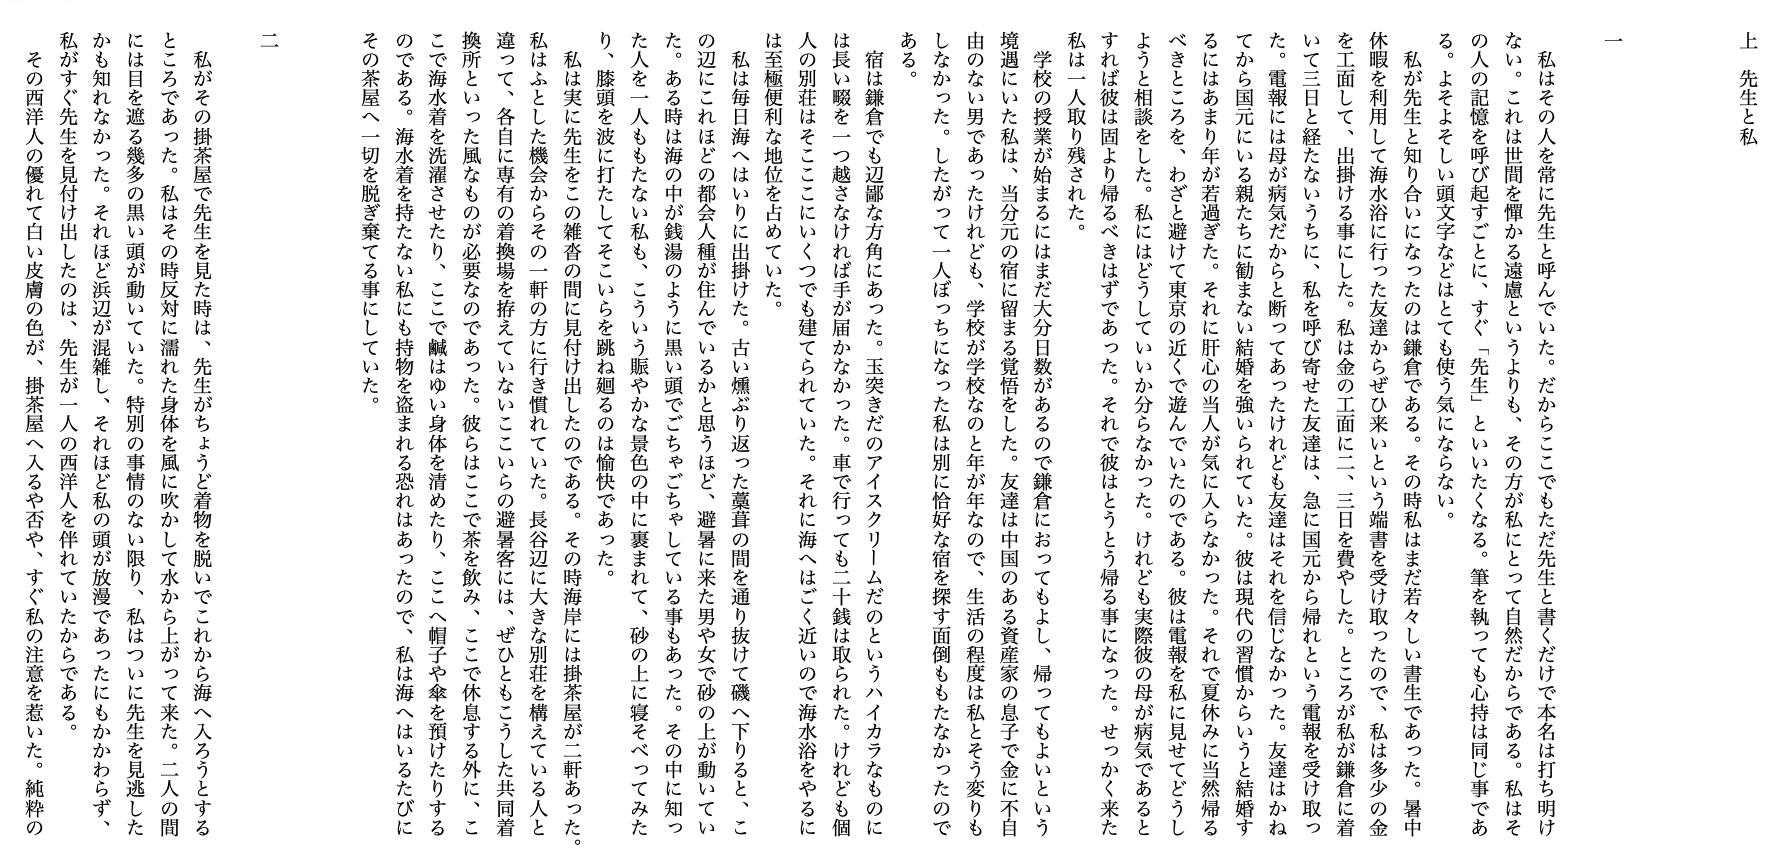 上　先生と私
一
　私はその人を常に先生と呼んでいた。だからここでもただ先生と書くだけで本名は打ち明け
ない。これは世間を憚かる遠慮というよりも、その方が私にとって自然だからである。私はそ
の人の記憶を呼び起すごとに、すぐ「先生」といいたくなる。筆を執っても心持は同じ事であ
る。よそよそしい頭文字などはとても使う気にならない。
　私が先生と知り合いになったのは鎌倉である。その時私はまだ若々しい書生であった。暑中
休暇を利用して海水浴に行った友達からぜひ来いという端書を受け取ったので、私は多少の金
を工面して、出掛ける事にした。私は金の工面に二、三日を費やした。ところが私が鎌倉に着
いて三日と経たないうちに、私を呼び寄せた友達は、急に国元から帰れという電報を受け取っ
た。電報には母が病気だからと断ってあったけれども友達はそれを信じなかった。友達はかね
てから国元にいる親たちに勧まない結婚を強いられていた。彼は現代の習慣からいうと結婚す
るにはあまり年が若過ぎた。それに肝心の当人が気に入らなかった。それで夏休みに当然帰る
べきところを、わざと避けて東京の近くで遊んでいたのである。彼は電報を私に見せてどうし
ようと相談をした。私にはどうしていいか分らなかった。けれども実際彼の母が病気であると
すれば彼は固より帰るべきはずであった。それで彼はとうとう帰る事になった。せっかく来た
私は一人取り残された。
　学校の授業が始まるにはまだ大分日数があるので鎌倉におってもよし、帰ってもよいという
境遇にいた私は、当分元の宿に留まる覚悟をした。友達は中国のある資産家の息子で金に不自
由のない男であったけれども、学校が学校なのと年が年なので、生活の程度は私とそう変りも
しなかった。したがって一人ぼっちになった私は別に恰好な宿を探す面倒ももたなかったので
ある。
　宿は鎌倉でも辺鄙な方角にあった。玉突きだのアイスクリームだのというハイカラなものに
は長い畷を一つ越さなければ手が届かなかった。車で行っても二十銭は取られた。けれども個
人の別荘はそこここにいくつでも建てられていた。それに海へはごく近いので海水浴をやるに
は至極便利な地位を占めていた。
　私は毎日海へはいりに出掛けた。古い燻ぶり返った藁葺の間を通り抜けて磯へ下りると、こ
の辺にこれほどの都会人種が住んでいるかと思うほど、避暑に来た男や女で砂の上が動いてい
た。ある時は海の中が銭湯のように黒い頭でごちゃごちゃしている事もあった。その中に知っ
た人を一人ももたない私も、こういう賑やかな景色の中に裹まれて、砂の上に寝そべってみた
り、膝頭を波に打たしてそこいらを跳ね廻るのは愉快であった。
　私は実に先生をこの雑沓の間に見付け出したのである。その時海岸には掛茶屋が二軒あった。
私はふとした機会からその一軒の方に行き慣れていた。長谷辺に大きな別荘を構えている人と
違って、各自に専有の着換場を拵えていないここいらの避暑客には、ぜひともこうした共同着
換所といった風なものが必要なのであった。彼らはここで茶を飲み、ここで休息する外に、こ
こで海水着を洗濯させたり、ここで鹹はゆい身体を清めたり、ここへ帽子や傘を預けたりする
のである。海水着を持たない私にも持物を盗まれる恐れはあったので、私は海へはいるたびに
その茶屋へ一切を脱ぎ棄てる事にしていた。
二
　私がその掛茶屋で先生を見た時は、先生がちょうど着物を脱いでこれから海へ入ろうとする
ところであった。私はその時反対に濡れた身体を風に吹かして水から上がって来た。二人の間
には目を遮る幾多の黒い頭が動いていた。特別の事情のない限り、私はついに先生を見逃した
かも知れなかった。それほど浜辺が混雑し、それほど私の頭が放漫であったにもかかわらず、
私がすぐ先生を見付け出したのは、先生が一人の西洋人を伴れていたからである。
　その西洋人の優れて白い皮膚の色が、掛茶屋へ入るや否や、すぐ私の注意を惹いた。純粋の